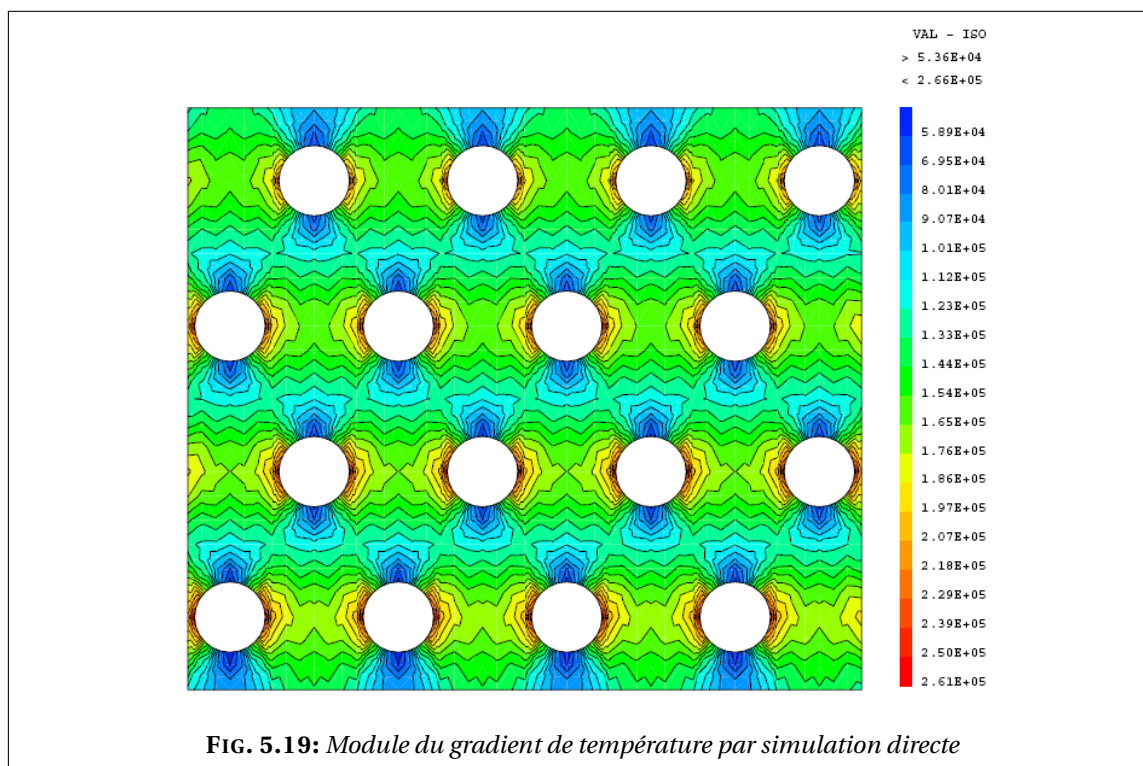 VAL - ISO
> 5.36E+04
< 2.66E+05
5.89E+04
6.95E+04
8.01E+04
9.07E+04
1.01E+05
1.12E+05
1.23E+05
1.33E+05
1.44E+05
1.54E+05
1.65E+05
1.76E+05
1.86E+05
1.97E+05
2.07E+05
2.18E+05
2.29E+05
2.39E+05
2.50E+05
2.61E+05
FIG. 5.19: Module du gradient de température par simulation directe